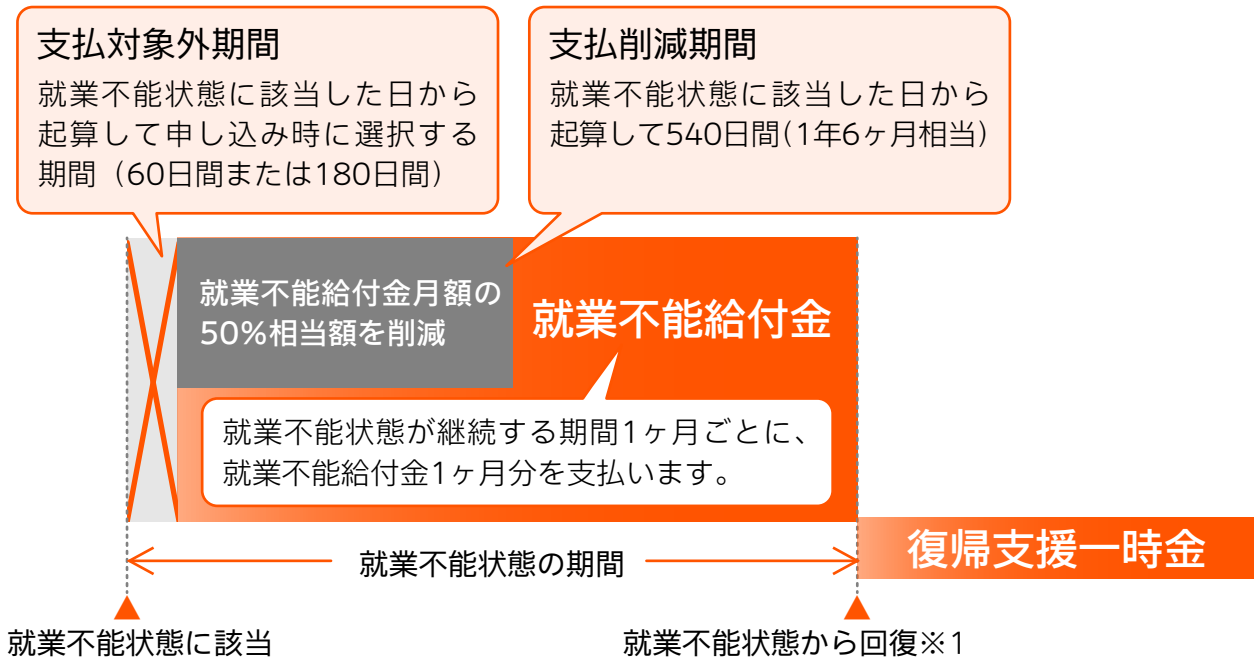 支払対象外期間
就業不能状態に該当した日から
起算して申し込み時に選択する
期間（60日間または180日間）
支払削減期間
就業不能状態に該当した日から
起算して540日間（1年6ヶ月相当）
就業不能給付金月額の
50%相当額を削減
就業不能給付金
就業不能状態が継続する期間1ヶ月ごとに、
就業不能給付金1ヶ月分を支払います。
就業不能状態の期間
復帰支援一時金
就業不能状態に該当
就業不能状態から回復※1